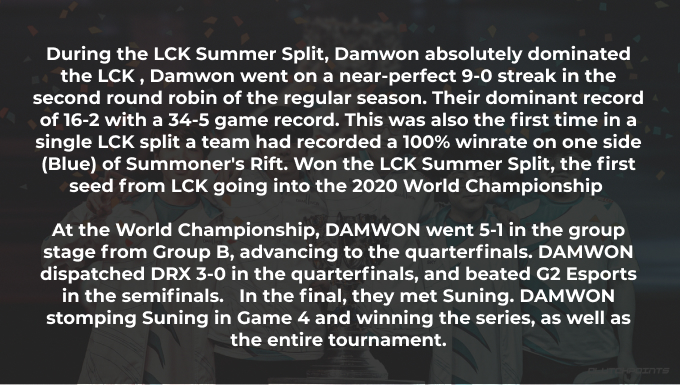 During the LCK Summer Split, Damwon absolutely dominated
the LCK , Damwon went on a near-perfect 9-0 streak in the
second round robin of the regular season. Their dominant record
of 16-2 with a 34-5 game record. This was also the first time in a
single LCK split a team had recorded a 100% winrate on one side
(Blue) of Summoner's Rift. Won the LCK Summer Split, the first
seed from LCK going into the 2020 World Championship
At the World Championship, DAMWON went 5-1 in the group
stage from Group B, advancing to the quarterfinals. DAMWON
dispatched DRX 3-0 in the quarterfinals, and beated G2 Esports
in the semifinals. In the final, they met Suning. DAMWON
stomping Suning in Game 4 and winning the series, as well as
the entire tournament.
CLUTCHPOINTS